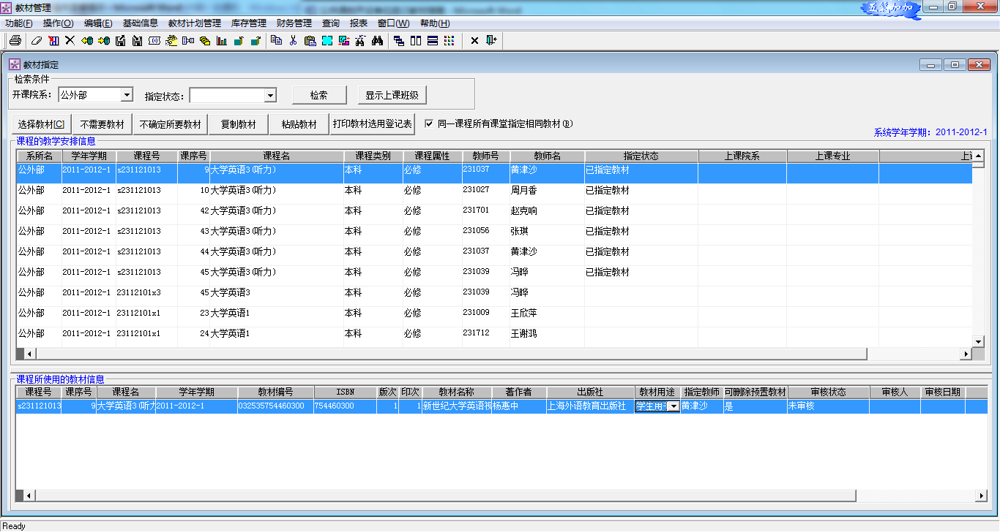 教材管理
功能(F) 操作(O) 编辑(E) 基础信息 教材计划管理 库存管理 财务管理 查询 报表 窗口(W) 帮助(H)
教材指定
检索条件
开课院系: 公外部 指定状态: 检索 显示上课班级
选择教材[C] 不需要教材 不确定所要教材 复制教材 粘贴教材 打印教材选用登记表 同一课程所有课堂指定相同教材(B)
系统学年学期: 2011-2012-1
课程的教学安排信息
系所名 学年学期 课程号 课序号 课程名 课程类别 课程属性 教师号 教师名 指定状态 上课院系 上课专业
公外部 2011-2012-1 s231121013 9 大学英语3(听力) 本科 必修 231037 黄津沙 已指定教材
公外部 2011-2012-1 s231121013 10 大学英语3(听力) 本科 必修 231027 周月香 已指定教材
公外部 2011-2012-1 s231121013 42 大学英语3(听力) 本科 必修 231701 赵克响 已指定教材
公外部 2011-2012-1 s231121013 43 大学英语3(听力) 本科 必修 231056 张琪 已指定教材
公外部 2011-2012-1 s231121013 44 大学英语3(听力) 本科 必修 231037 黄津沙 已指定教材
公外部 2011-2012-1 s231121013 45 大学英语3(听力) 本科 必修 231039 冯晔 已指定教材
公外部 2011-2012-1 23112101x3 45 大学英语3 本科 必修 231039 冯晔
公外部 2011-2012-1 23112101x1 23 大学英语1 本科 必修 231009 王欣萍
公外部 2011-2012-1 23112101x1 24 大学英语1 本科 必修 231712 王谢鸿
课程所使用的教材信息
课程号 课序号 课程名 学年学期 教材编号 ISBN 版次 印次 教材名称 著作者 出版社 教材用途 指定教师 可删除预置教材 审核状态 审核人 审核日期
s231121013 9 大学英语3(听力 2011-2012-1 032535754460300 754460300 1 1 新世纪大学英语视 杨惠中 上海外语教育出版社 学生用 黄津沙 是 未审核
Ready